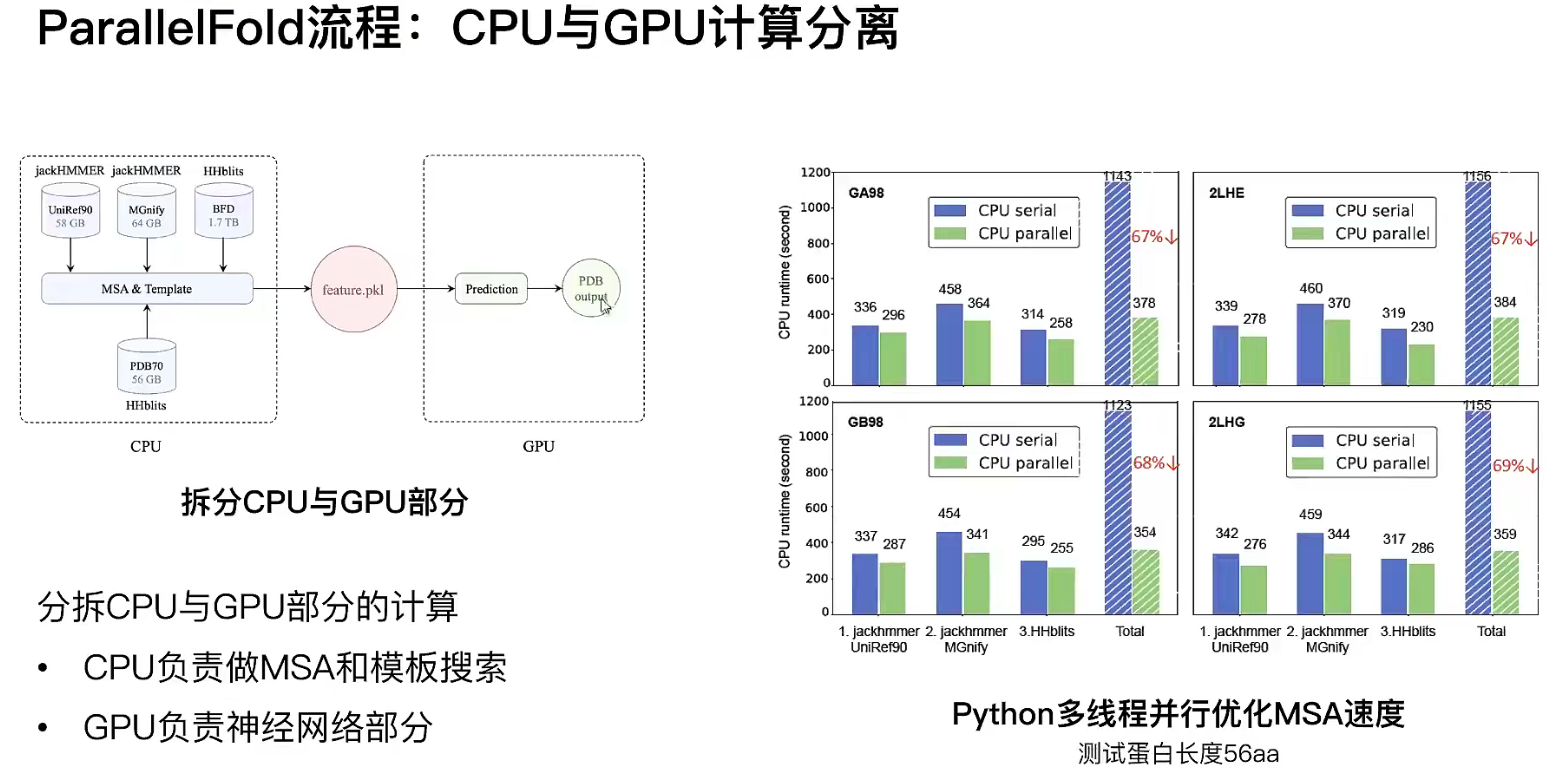 ParallelFold流程：CPU与GPU计算分离
jackHMMER jackHMMER HHblits
UniRef90 MGnify BFD
58 GB 64 GB 1.7 TB
MSA & Template
feature.pkl
Prediction
PDB
output
PDB70
56 GB
HHblits
CPU GPU
拆分CPU与GPU部分
分拆CPU与GPU部分的计算
• CPU负责做MSA和模板搜索
• GPU负责神经网络部分
CPU runtime (second)
1200
1000
800
600
400
200
0
GA98
CPU serial
CPU parallel
336 296 458 364 314 258 1143 378
67%↓
2LHE
CPU serial
CPU parallel
339 278 460 370 319 230 1156 384
67%↓
CPU runtime (second)
1200
1000
800
600
400
200
0
GB98
CPU serial
CPU parallel
337 287 454 341 295 255 1123 354
68%↓
2LHG
CPU serial
CPU parallel
342 276 459 344 317 286 1155 359
69%↓
1. jackhmmer 2. jackhmmer 3.HHblits Total
UniRef90 MGnify
1. jackhmmer 2. jackhmmer 3.HHblits Total
UniRef90 MGnify
Python多线程并行优化MSA速度
测试蛋白长度56aa